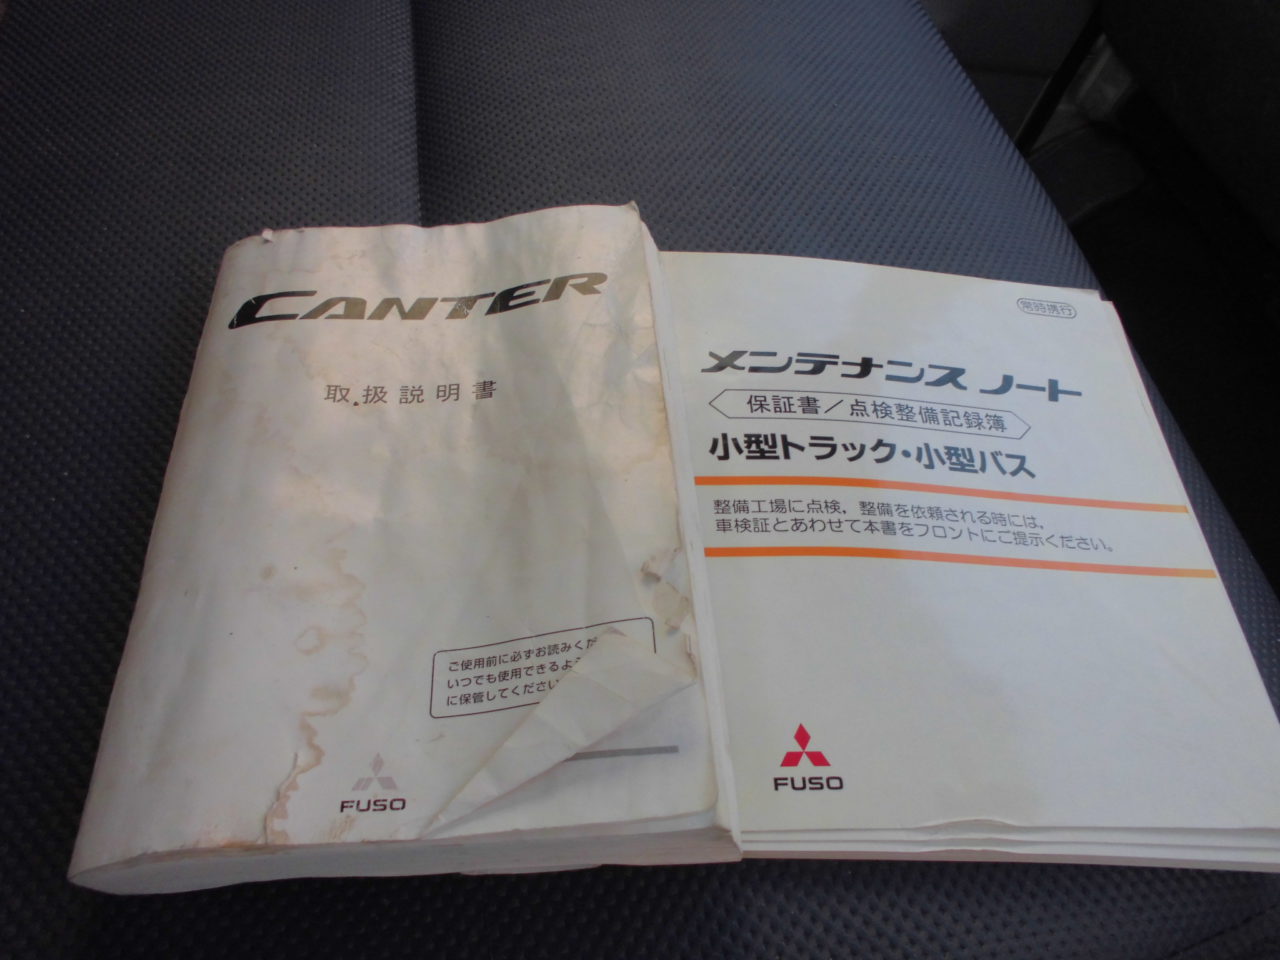 CANTER
取扱説明書
ご使用前に必ずお読みくだ
いつでも使用できるよ
に保管してください
FUSO
常時携行
メンテナンス ノート
保証書/点検整備記録簿
小型トラック・小型バス
整備工場に点検, 整備を依頼される時には,
車検証とあわせて本書をフロントにご提示ください。
FUSO